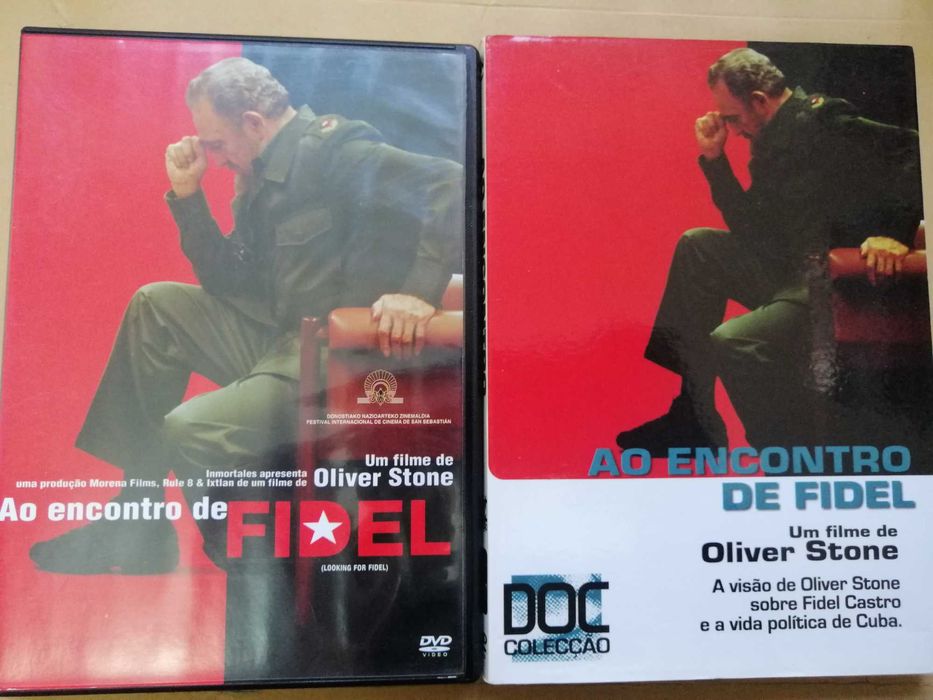 DONOSTIAKO NAZIOARTEKO ZINEMALDIA
FESTIVAL INTERNACIONAL DE CINEMA DE SAN SEBASTIÁN
Um filme de
Inmortales apresenta
uma produção Morena Films, Rule 8 & Ixtlan de um filme de Oliver Stone
Ao encontro de FIDEL
(LOOKING FOR FIDEL)
DVD
VIDEO
AO ENCONTRO
DE FIDEL
Um filme de
Oliver Stone
A visão de Oliver Stone
sobre Fidel Castro
e a vida política de Cuba.
DOC
COLECÇÃO